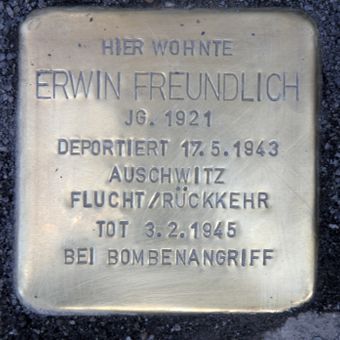 HIER WOHNTE
ERWIN FREUNDLICH
JG. 1921
DEPORTIERT 17.5.1943
AUSCHWITZ
FLUCHT/RÜCKKEHR
TOT 3.2.1945
BEI BOMBENANGRIFF